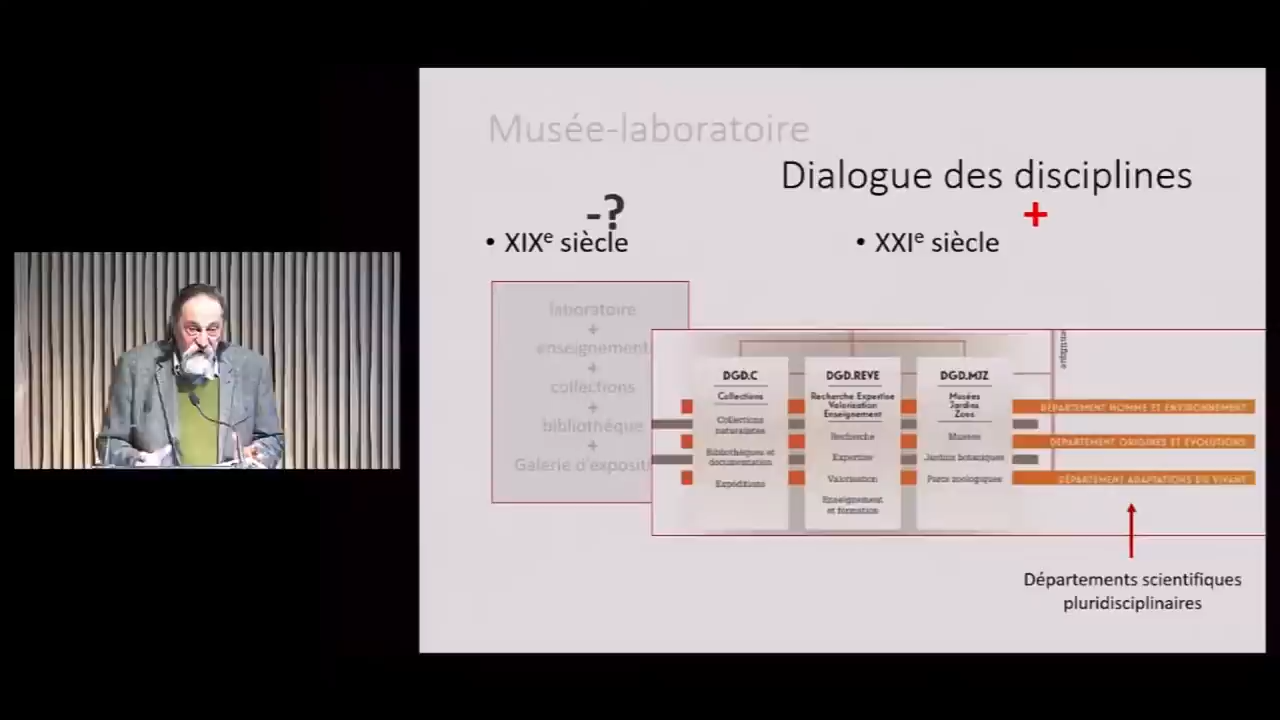 Musée-laboratoire
Dialogue des disciplines
-?
+
• XIXe siècle
• XXIe siècle
laboratoire
+
enseignement
+
collections
+
bibliothèque
+
Galerie d'expositi
DGD.C
Collections
Collections
naturalistes
Bibliothèques et
documentation
Expéditions
DGD.REVE
Recherche Expertise
Valorisation
Enseignement
Recherche
Expertise
Valorisation
Enseignement
et formation
DGD.MJZ
Musées
Jardins
Zoos
Musées
Jardins botaniques
Parcs zoologiques
DÉPARTEMENT HOMME ET ENVIRONNEMENT
DÉPARTEMENT ORIGINES ET ÉVOLUTIONS
DÉPARTEMENT ADAPTATIONS DU VIVANT
Départements scientifiques
pluridisciplinaires